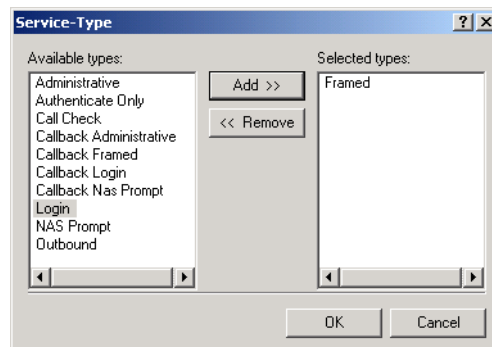 Service-Type
Available types:
Selected types:
Administrative
Authenticate Only
Call Check
Callback Administrative
Callback Framed
Callback Login
Callback Nas Prompt
Login
NAS Prompt
Outbound
Add >>
<< Remove
Framed
OK
Cancel